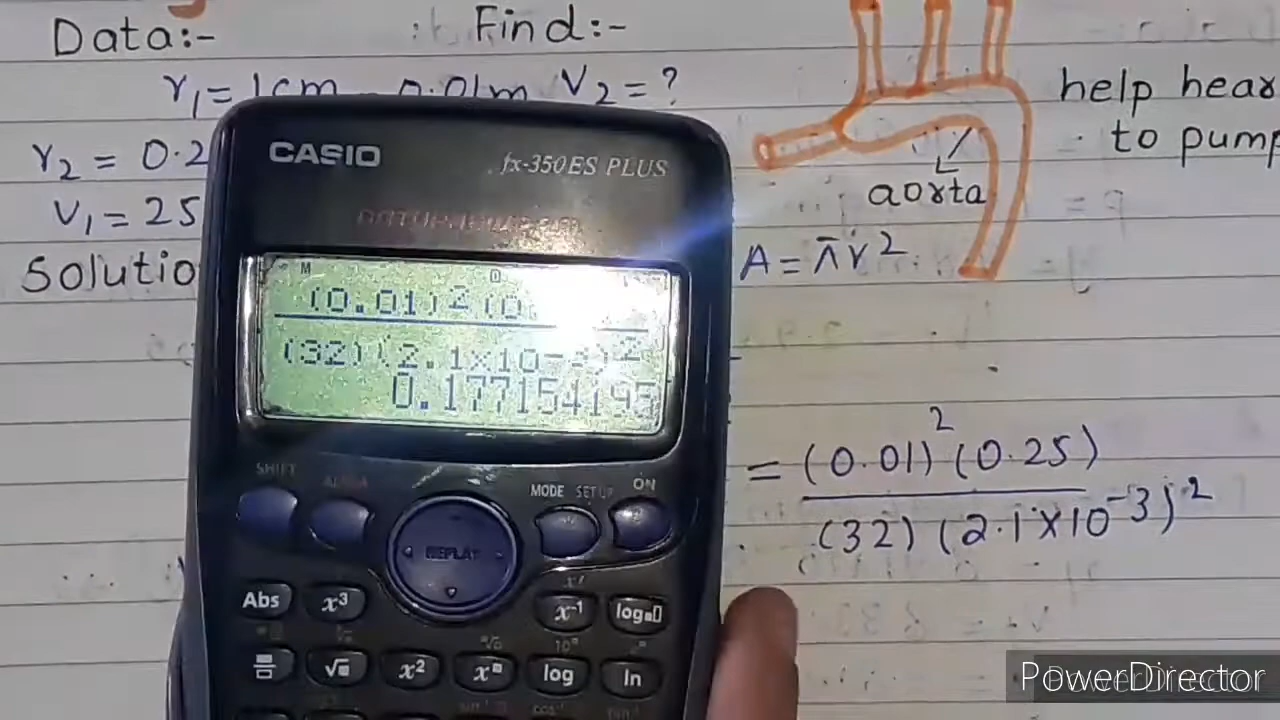 Data:- Find:-
r₁ = 1cm 0.01m V₂ = ?
help hear
r₂ = 0.2
to pump
V₁ = 25
aorta
Solutio
A = πr²
CASIO
fx-350ES PLUS
M D
(0.01)²(0
(32)(2.1×10⁻³)²
0.177154195
= (0.01)²(0.25)
(32)(2.1×10⁻³)²
SHIFT ALPHA MODE SETUP ON
REPLAY
Abs x³ x⁻¹ log
x² log ln
PowerDirector